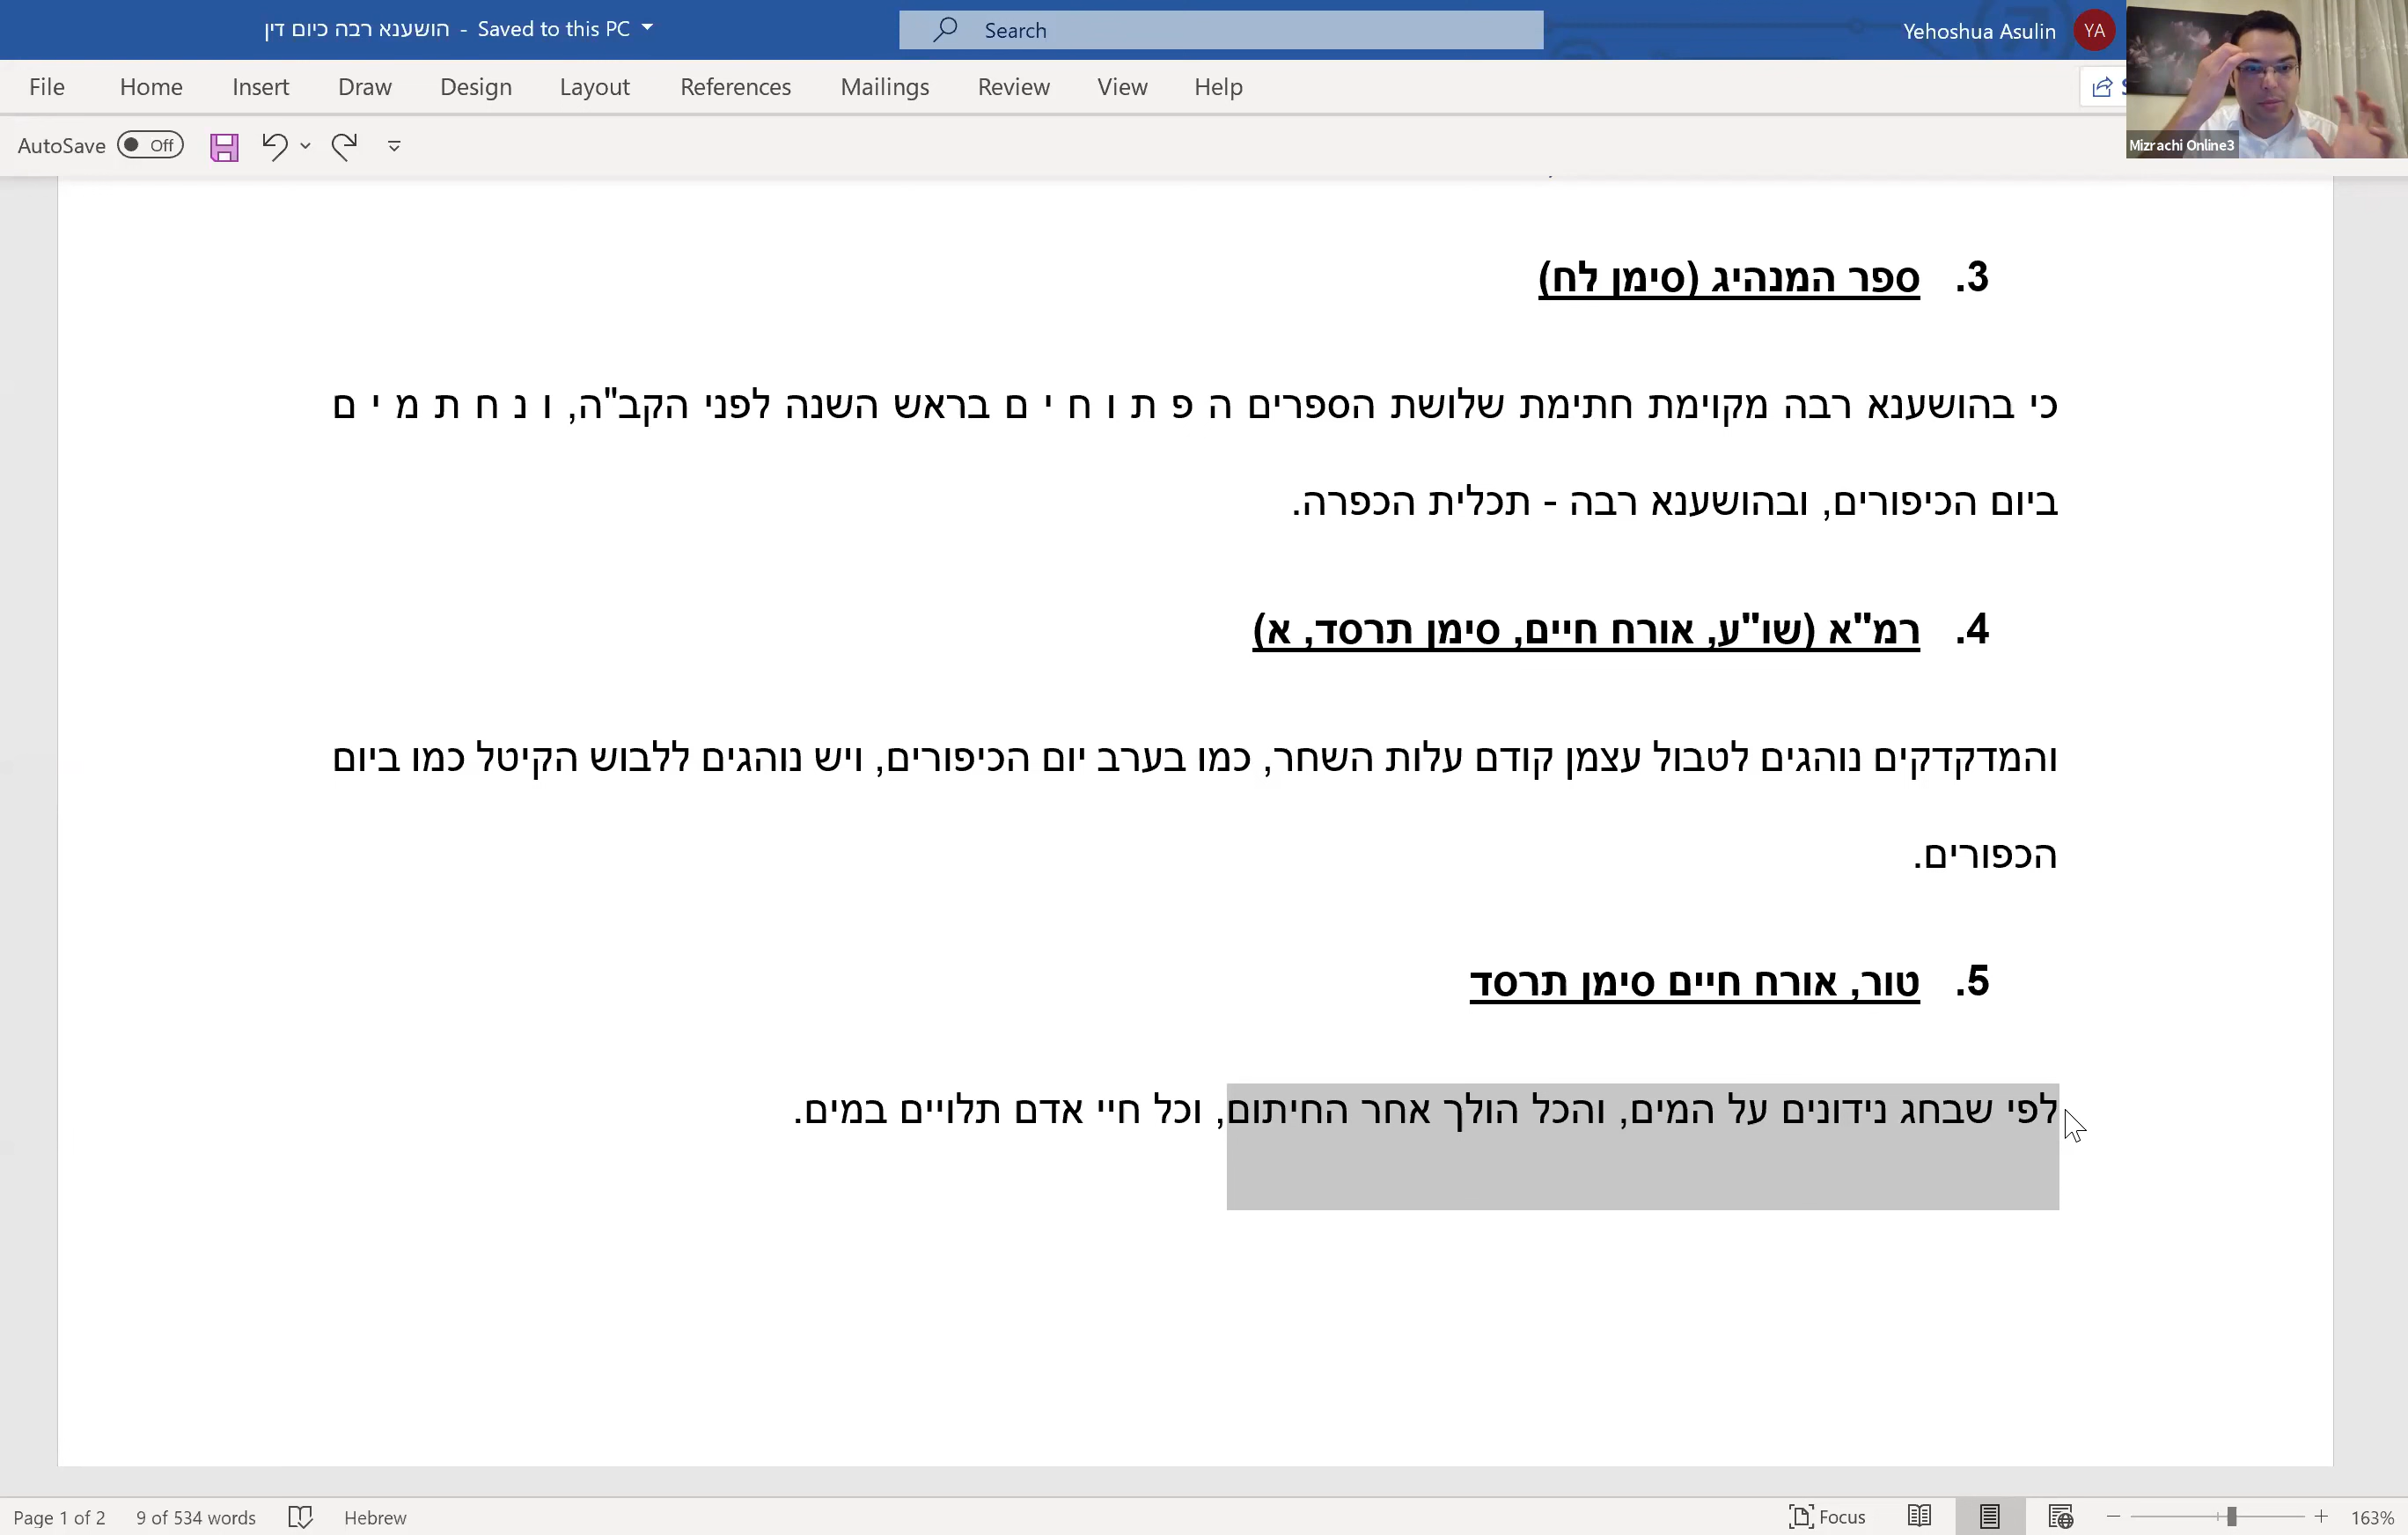 הושענא רבה כיום דין - Saved to this PC
Search
Yehoshua Asulin YA
File Home Insert Draw Design Layout References Mailings Review View Help
Mizrachi Online3
AutoSave Off
3. ספר המנהיג (סימן לח)
כי בהושענא רבה מקוימת חתימת שלושת הספרים ה פ ת ו ח י ם בראש השנה לפני הקב"ה, ו נ ח ת מ י ם
ביום הכיפורים, ובהושענא רבה - תכלית הכפרה.
4. רמ"א (שו"ע, אורח חיים, סימן תרסד, א)
והמדקדקים נוהגים לטבול עצמן קודם עלות השחר, כמו בערב יום הכיפורים, ויש נוהגים ללבוש הקיטל כמו ביום
הכפורים.
5. טור, אורח חיים סימן תרסד
לפי שבחג נידונים על המים, והכל הולך אחר החיתום, וכל חיי אדם תלויים במים.
Page 1 of 2 9 of 534 words Hebrew Focus 163%